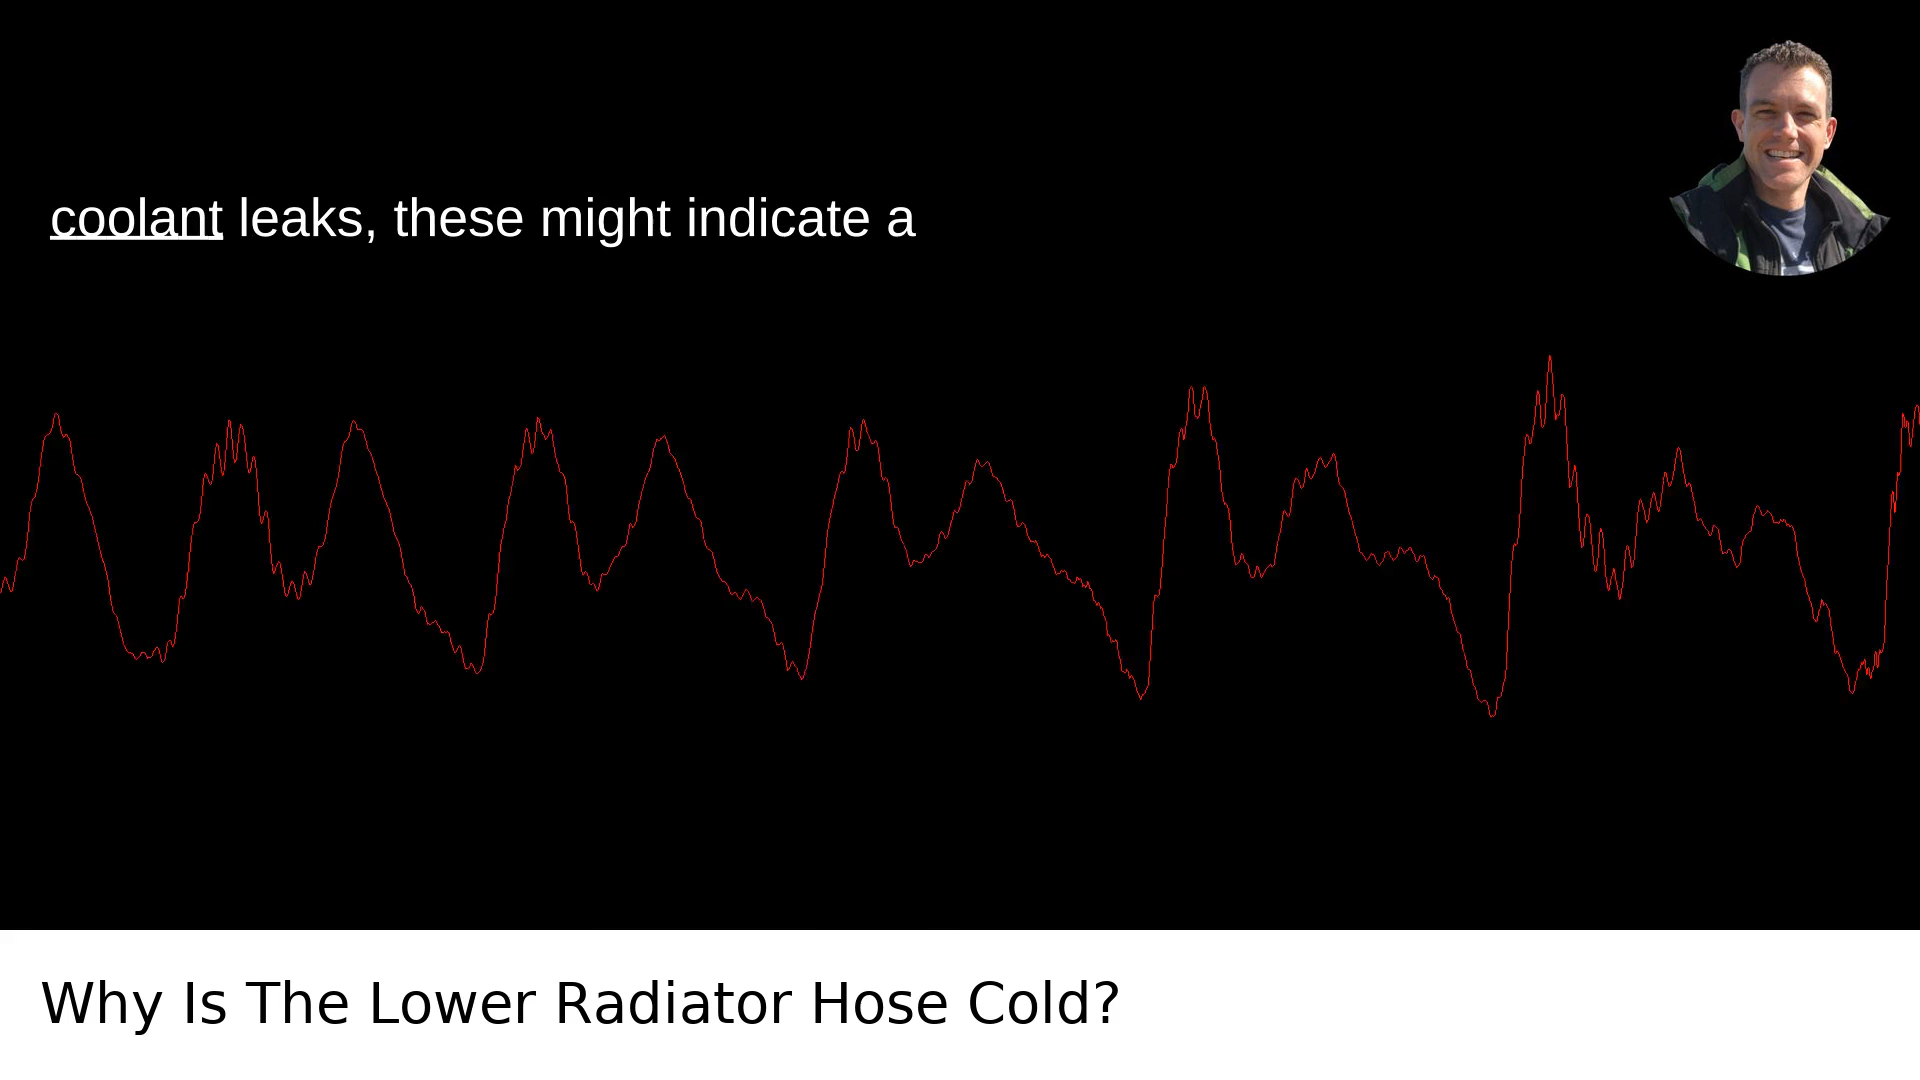 coolant leaks, these might indicate a
Why Is The Lower Radiator Hose Cold?